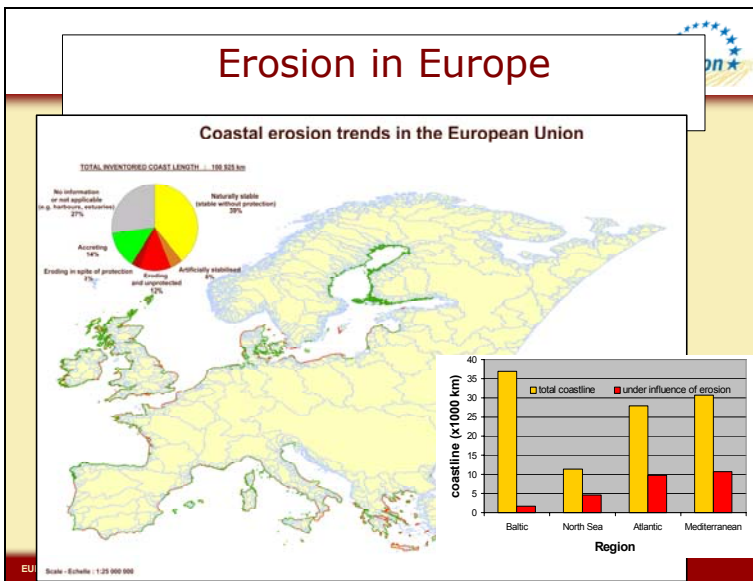 Erosion in Europe
on
Coastal erosion trends in the European Union
TOTAL INVENTORIED COAST LENGTH : 100 925 km
No information
or not applicable
(e.g. harbours, estuaries)
27%
Naturally stable
(stable without protection)
39%
Accreting
14%
Eroding in spite of protection
Eroding
and unprotected
12%
Artificially stabilised
Scale - Echelle : 1:25 000 000
EU
40
35
30
25
20
15
10
5
0
coastline (x1000 km)
total coastline
under influence of erosion
Baltic
North Sea
Atlantic
Mediterranean
Region